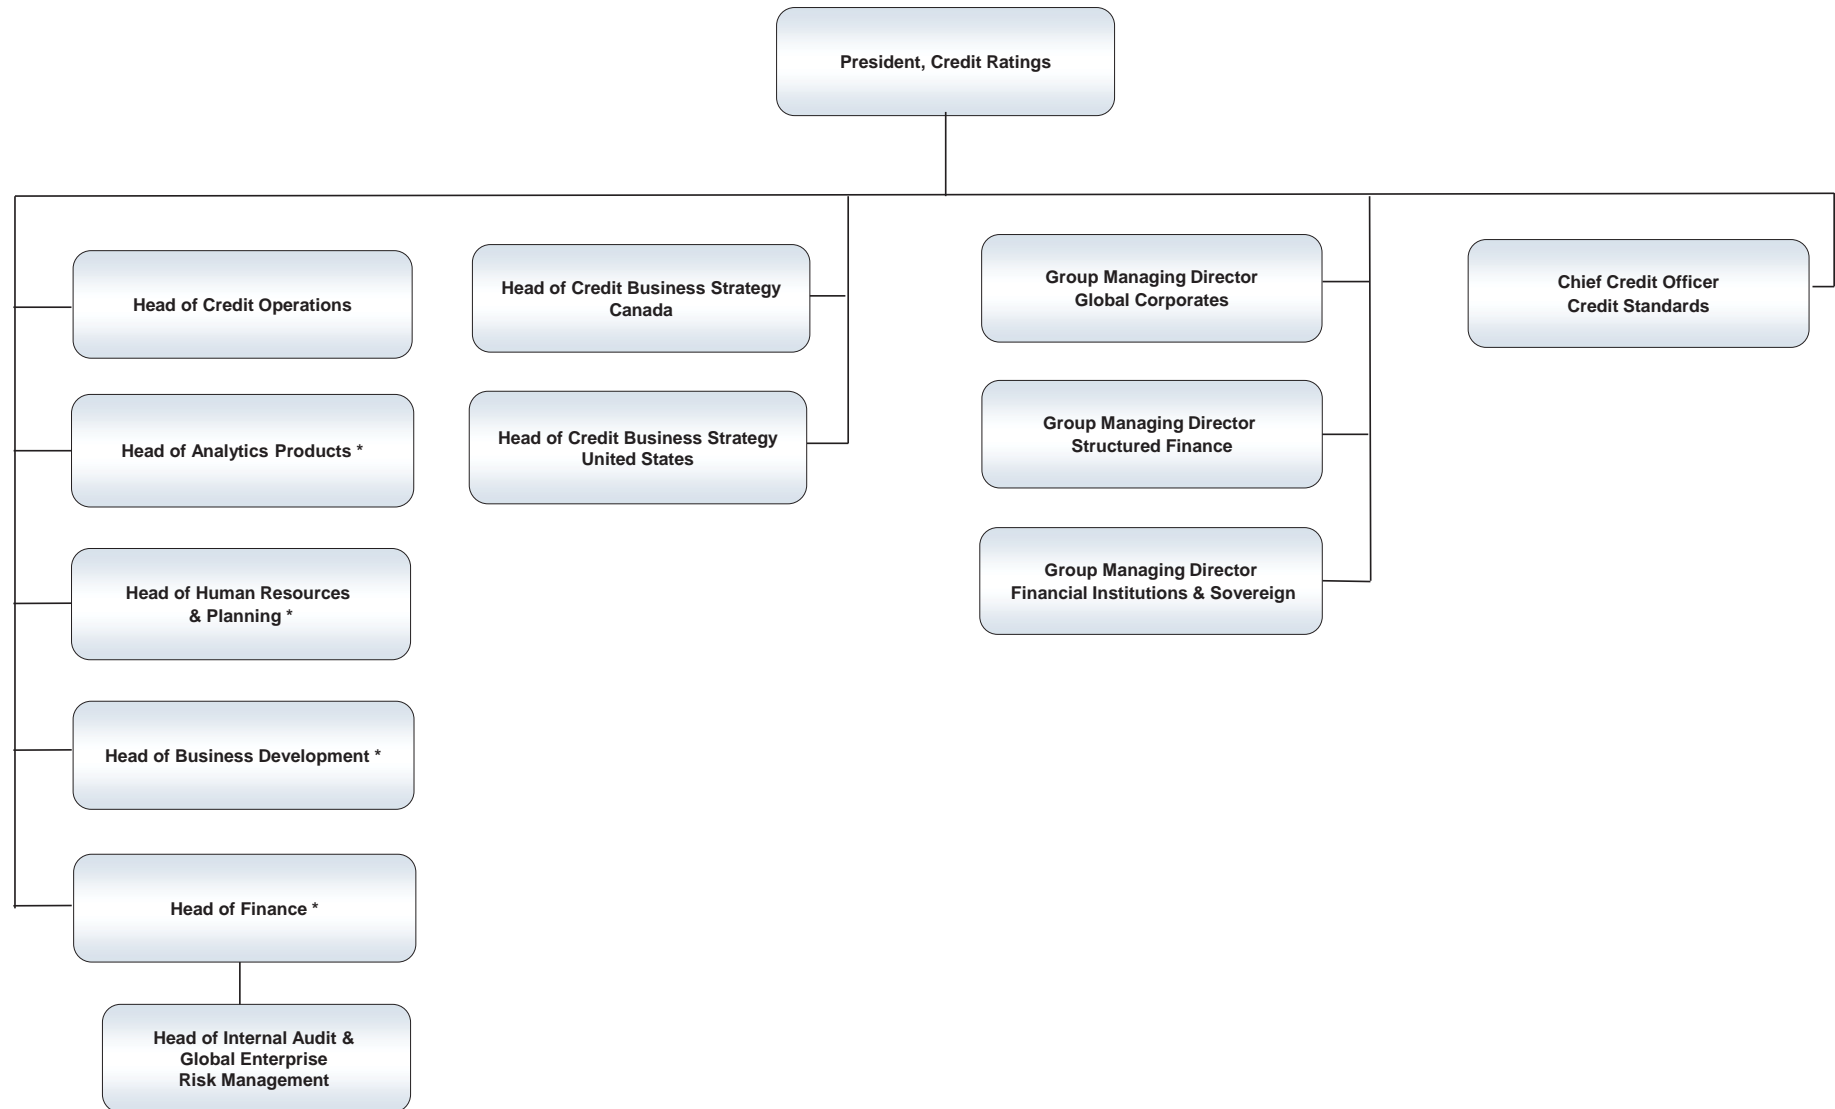 President, Credit Ratings
Head of Credit Operations
Head of Analytics Products *
Head of Human Resources
& Planning *
Head of Business Development *
Head of Finance *
Head of Internal Audit &
Global Enterprise
Risk Management
Head of Credit Business Strategy
Canada
Head of Credit Business Strategy
United States
Group Managing Director
Global Corporates
Group Managing Director
Structured Finance
Group Managing Director
Financial Institutions & Sovereign
Chief Credit Officer
Credit Standards